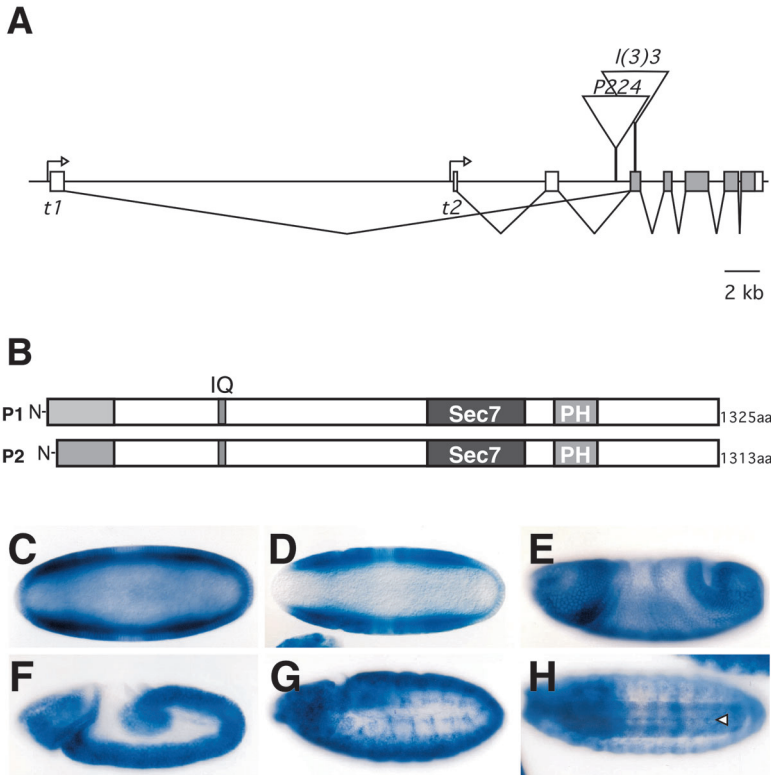 A
l(3)3
P224
t1
t2
2 kb
B
IQ
P1 N- Sec7 PH 1325aa
P2 N- Sec7 PH 1313aa
C D E
F G H